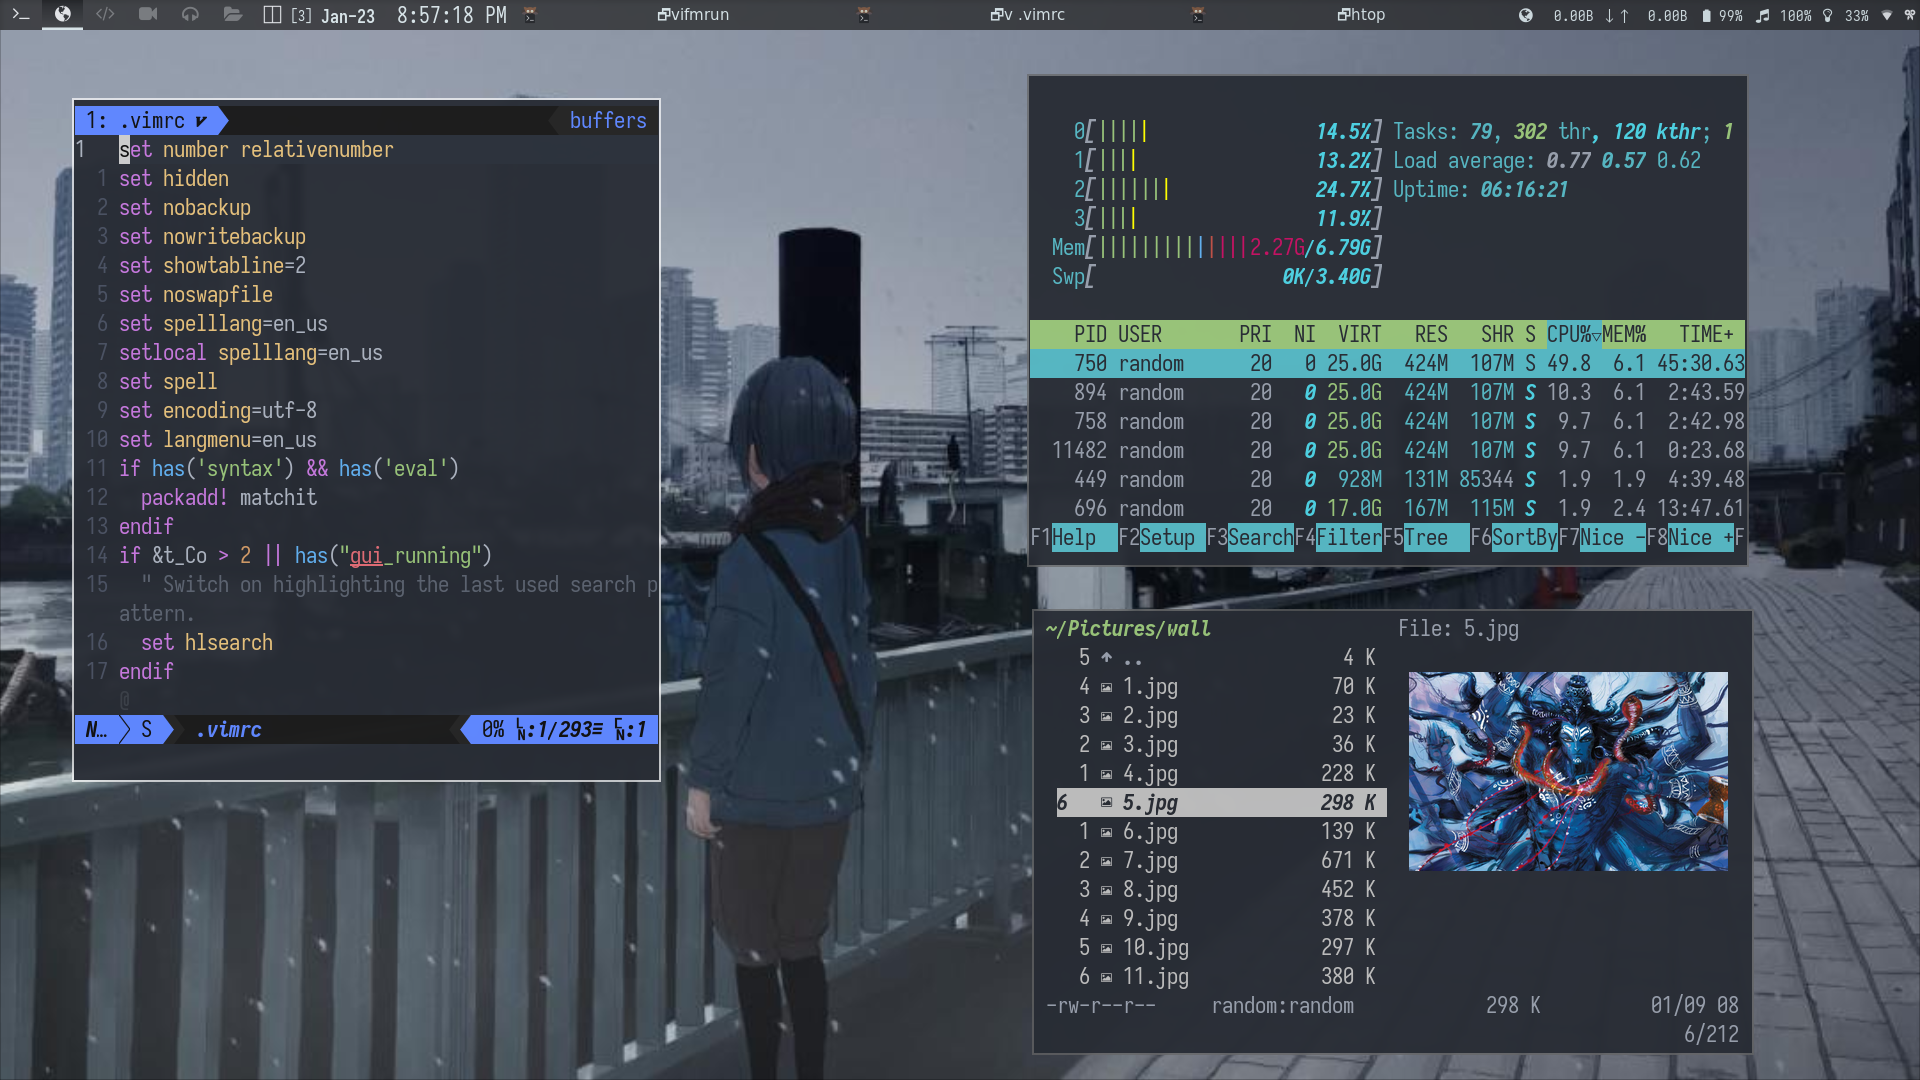 [3] Jan-23 8:57:18 PM vifmrun v .vimrc htop 0.00B ↓↑ 0.00B 99% 100% 33%
1: .vimrc buffers
1 set number relativenumber
1 set hidden
2 set nobackup
3 set nowritebackup
4 set showtabline=2
5 set noswapfile
6 set spelllang=en_us
7 setlocal spelllang=en_us
8 set spell
9 set encoding=utf-8
10 set langmenu=en_us
11 if has('syntax') && has('eval')
12 packadd! matchit
13 endif
14 if &t_Co > 2 || has("gui_running")
15 " Switch on highlighting the last used search p
attern.
16 set hlsearch
17 endif
@
N… S .vimrc 0% LN:1/293≡ CN:1
0[||||| 14.5%] Tasks: 79, 302 thr, 120 kthr; 1
1[|||| 13.2%] Load average: 0.77 0.57 0.62
2[||||||| 24.7%] Uptime: 06:16:21
3[|||| 11.9%]
Mem[||||||||||||||2.27G/6.79G]
Swp[ 0K/3.40G]
PID USER PRI NI VIRT RES SHR S CPU%▽MEM% TIME+
750 random 20 0 25.0G 424M 107M S 49.8 6.1 45:30.63
894 random 20 0 25.0G 424M 107M S 10.3 6.1 2:43.59
758 random 20 0 25.0G 424M 107M S 9.7 6.1 2:42.98
11482 random 20 0 25.0G 424M 107M S 9.7 6.1 0:23.68
449 random 20 0 928M 131M 85344 S 1.9 1.9 4:39.48
696 random 20 0 17.0G 167M 115M S 1.9 2.4 13:47.61
F1Help F2Setup F3SearchF4FilterF5Tree F6SortByF7Nice -F8Nice +F
~/Pictures/wall File: 5.jpg
5 .. 4 K
4 1.jpg 70 K
3 2.jpg 23 K
2 3.jpg 36 K
1 4.jpg 228 K
6 5.jpg 298 K
1 6.jpg 139 K
2 7.jpg 671 K
3 8.jpg 452 K
4 9.jpg 378 K
5 10.jpg 297 K
6 11.jpg 380 K
-rw-r--r-- random:random 298 K 01/09 08
6/212